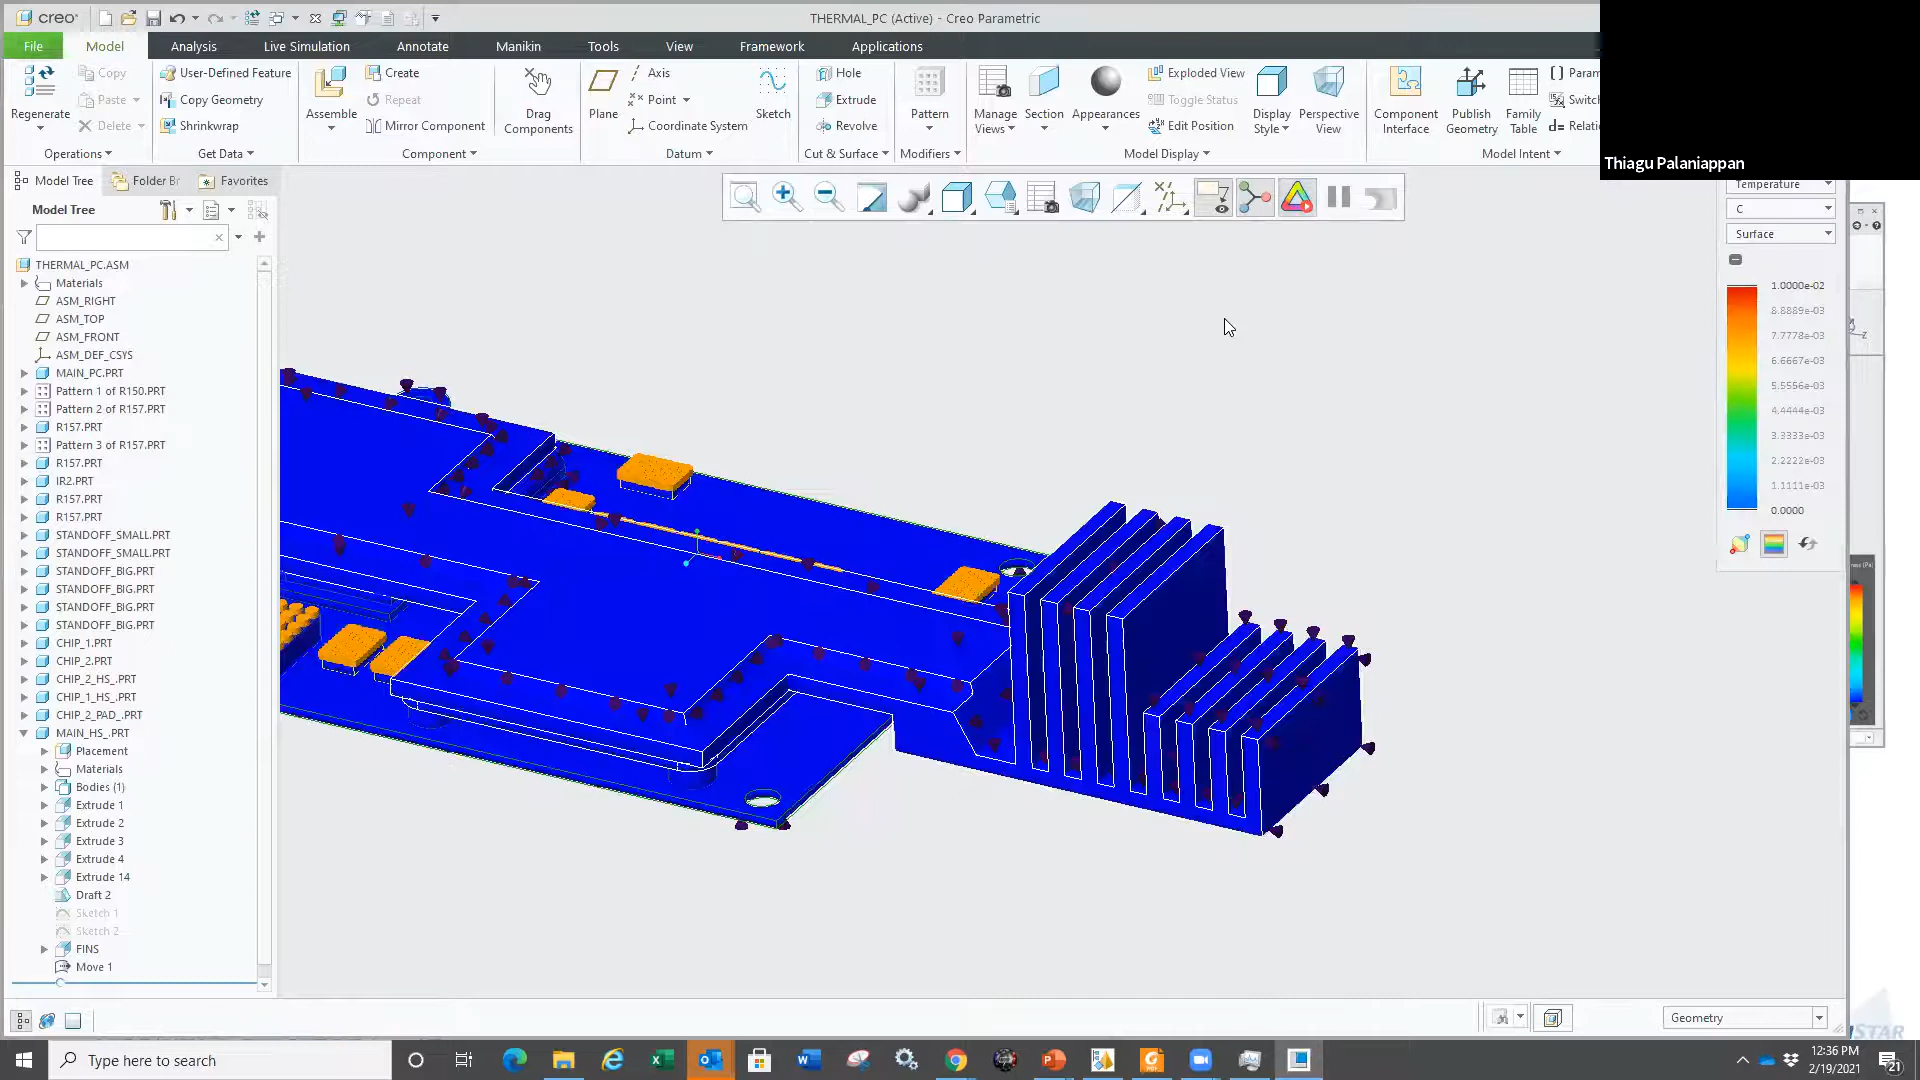 creo
THERMAL_PC (Active) - Creo Parametric
File
Model
Analysis
Live Simulation
Annotate
Manikin
Tools
View
Framework
Applications
Regenerate
Copy
Paste
Delete
Operations
User-Defined Feature
Copy Geometry
Shrinkwrap
Get Data
Assemble
Create
Repeat
Mirror Component
Component
Drag
Components
Plane
Axis
Point
Coordinate System
Sketch
Datum
Hole
Extrude
Revolve
Cut & Surface
Pattern
Modifiers
Manage
Views
Section
Appearances
Exploded View
Toggle Status
Edit Position
Display
Style
Perspective
View
Model Display
Component
Interface
Publish
Geometry
Family
Table
Param
Switch
Relati
Model Intent
Thiagu Palaniappan
Model Tree
Folder Br
Favorites
Model Tree
THERMAL_PC.ASM
Materials
ASM_RIGHT
ASM_TOP
ASM_FRONT
ASM_DEF_CSYS
MAIN_PC.PRT
Pattern 1 of R150.PRT
Pattern 2 of R157.PRT
R157.PRT
Pattern 3 of R157.PRT
R157.PRT
IR2.PRT
R157.PRT
R157.PRT
STANDOFF_SMALL.PRT
STANDOFF_SMALL.PRT
STANDOFF_BIG.PRT
STANDOFF_BIG.PRT
STANDOFF_BIG.PRT
STANDOFF_BIG.PRT
CHIP_1.PRT
CHIP_2.PRT
CHIP_2_HS_.PRT
CHIP_1_HS_.PRT
CHIP_2_PAD_.PRT
MAIN_HS_.PRT
Placement
Materials
Bodies (1)
Extrude 1
Extrude 2
Extrude 3
Extrude 4
Extrude 14
Draft 2
Sketch 1
Sketch 2
FINS
Move 1
Temperature
C
Surface
1.0000e-02
8.8889e-03
7.7778e-03
6.6667e-03
5.5556e-03
4.4444e-03
3.3333e-03
2.2222e-03
1.1111e-03
0.0000
Geometry
STAR
Type here to search
12:36 PM
2/19/2021
21